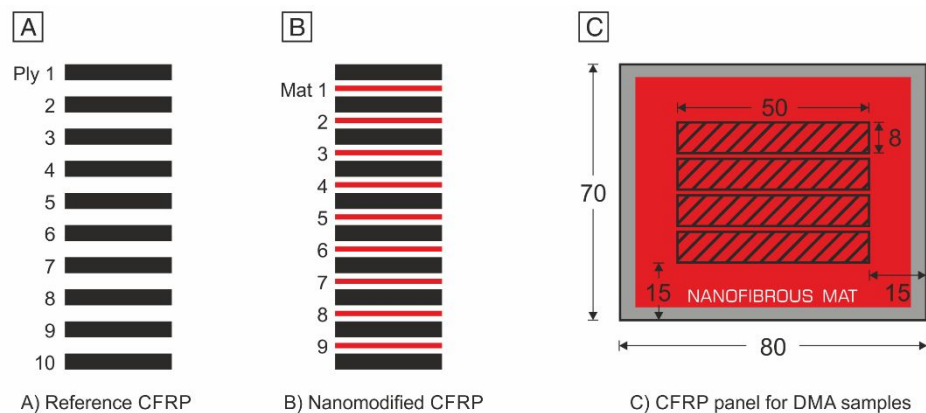 A
Ply 1
2
3
4
5
6
7
8
9
10
A) Reference CFRP
B
Mat 1
2
3
4
5
6
7
8
9
B) Nanomodified CFRP
C
50
8
70
15
NANOFIBROUS MAT
15
80
C) CFRP panel for DMA samples